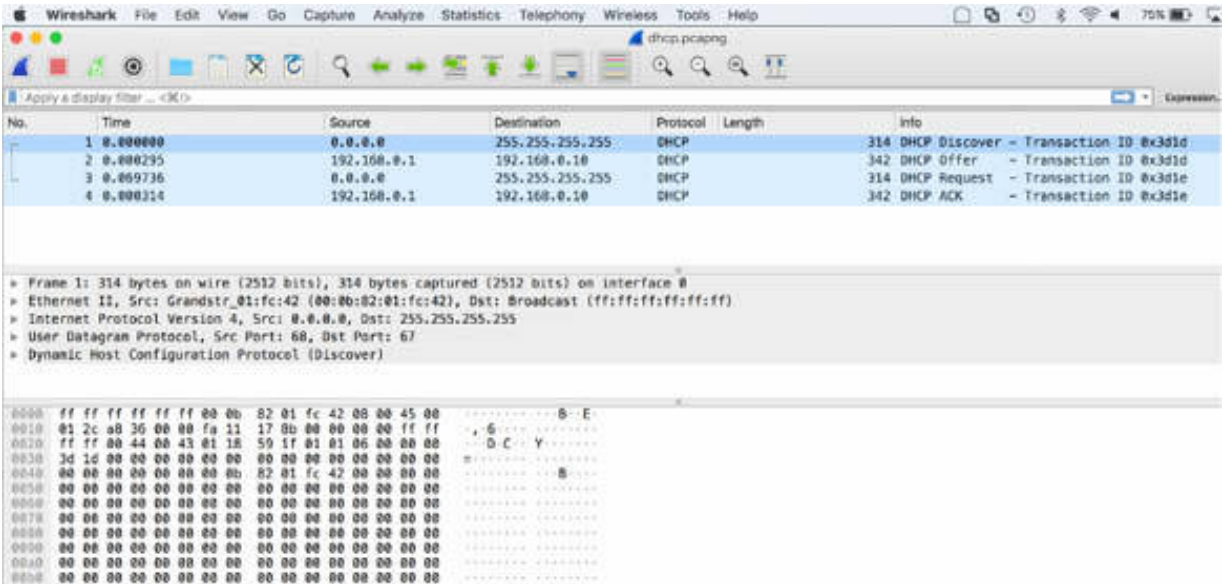 Wireshark File Edit View Go Capture Analyze Statistics Telephony Wireless Tools Help 75%
dhcp.pcapng
Apply a display filter ... <⌘/> Expression...
No. Time Source Destination Protocol Length Info
1 0.000000 0.0.0.0 255.255.255.255 DHCP 314 DHCP Discover - Transaction ID 0x3d1d
2 0.000295 192.168.0.1 192.168.0.10 DHCP 342 DHCP Offer - Transaction ID 0x3d1d
3 0.069736 0.0.0.0 255.255.255.255 DHCP 314 DHCP Request - Transaction ID 0x3d1e
4 0.000314 192.168.0.1 192.168.0.10 DHCP 342 DHCP ACK - Transaction ID 0x3d1e
Frame 1: 314 bytes on wire (2512 bits), 314 bytes captured (2512 bits) on interface 0
Ethernet II, Src: Grandstr_01:fc:42 (00:0b:82:01:fc:42), Dst: Broadcast (ff:ff:ff:ff:ff:ff)
Internet Protocol Version 4, Src: 0.0.0.0, Dst: 255.255.255.255
User Datagram Protocol, Src Port: 68, Dst Port: 67
Dynamic Host Configuration Protocol (Discover)
0000 ff ff ff ff ff ff 00 0b 82 01 fc 42 08 00 45 00 ········ ···B··E·
0010 01 2c a8 36 00 00 fa 11 17 8b 00 00 00 00 ff ff ·,·6···· ········
0020 ff ff 00 44 00 43 01 18 59 1f 01 01 06 00 00 00 ···D·C·· Y·······
0030 3d 1d 00 00 00 00 00 00 00 00 00 00 00 00 00 00 =······· ········
0040 00 00 00 00 00 00 00 0b 82 01 fc 42 00 00 00 00 ········ ···B····
0050 00 00 00 00 00 00 00 00 00 00 00 00 00 00 00 00 ········ ········
0060 00 00 00 00 00 00 00 00 00 00 00 00 00 00 00 00 ········ ········
0070 00 00 00 00 00 00 00 00 00 00 00 00 00 00 00 00 ········ ········
0080 00 00 00 00 00 00 00 00 00 00 00 00 00 00 00 00 ········ ········
0090 00 00 00 00 00 00 00 00 00 00 00 00 00 00 00 00 ········ ········
00a0 00 00 00 00 00 00 00 00 00 00 00 00 00 00 00 00 ········ ········
00b0 00 00 00 00 00 00 00 00 00 00 00 00 00 00 00 00 ········ ········